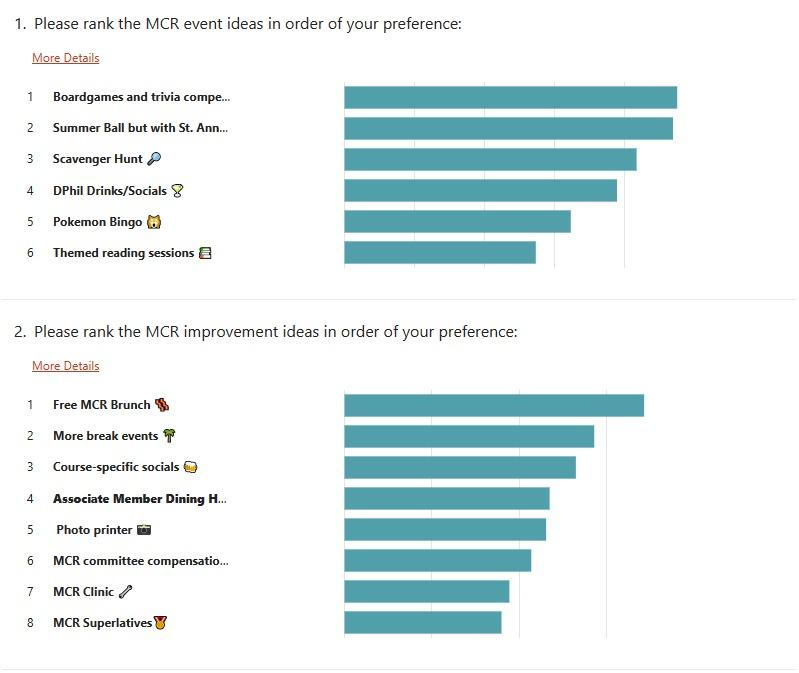 1. Please rank the MCR event ideas in order of your preference:
More Details
1 Boardgames and trivia compe...
2 Summer Ball but with St. Ann...
3 Scavenger Hunt 🔎
4 DPhil Drinks/Socials 🏆
5 Pokemon Bingo 🙀
6 Themed reading sessions 📚
2. Please rank the MCR improvement ideas in order of your preference:
More Details
1 Free MCR Brunch 🥓
2 More break events 🌴
3 Course-specific socials 🍻
4 Associate Member Dining H...
5 Photo printer 📸
6 MCR committee compensatio...
7 MCR Clinic 🔧
8 MCR Superlatives🏅